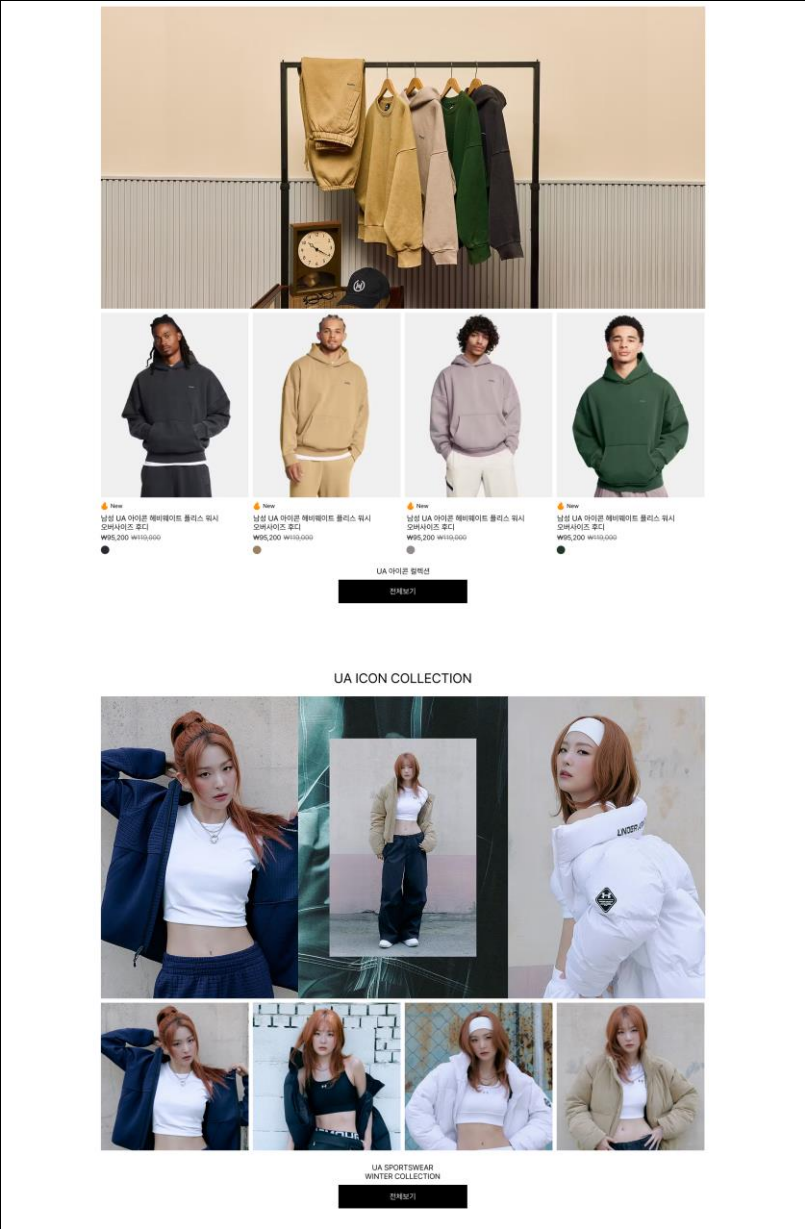 New
남성 UA 아이콘 헤비웨이트 플리스 워시
오버사이즈 후디
₩95,200 ₩119,000
New
남성 UA 아이콘 헤비웨이트 플리스 워시
오버사이즈 후디
₩95,200 ₩119,000
New
남성 UA 아이콘 헤비웨이트 플리스 워시
오버사이즈 후디
₩95,200 ₩119,000
New
남성 UA 아이콘 헤비웨이트 플리스 워시
오버사이즈 후디
₩95,200 ₩119,000
UA 아이콘 컬렉션
전체보기
UA ICON COLLECTION
UNDER
UA SPORTSWEAR
WINTER COLLECTION
전체보기